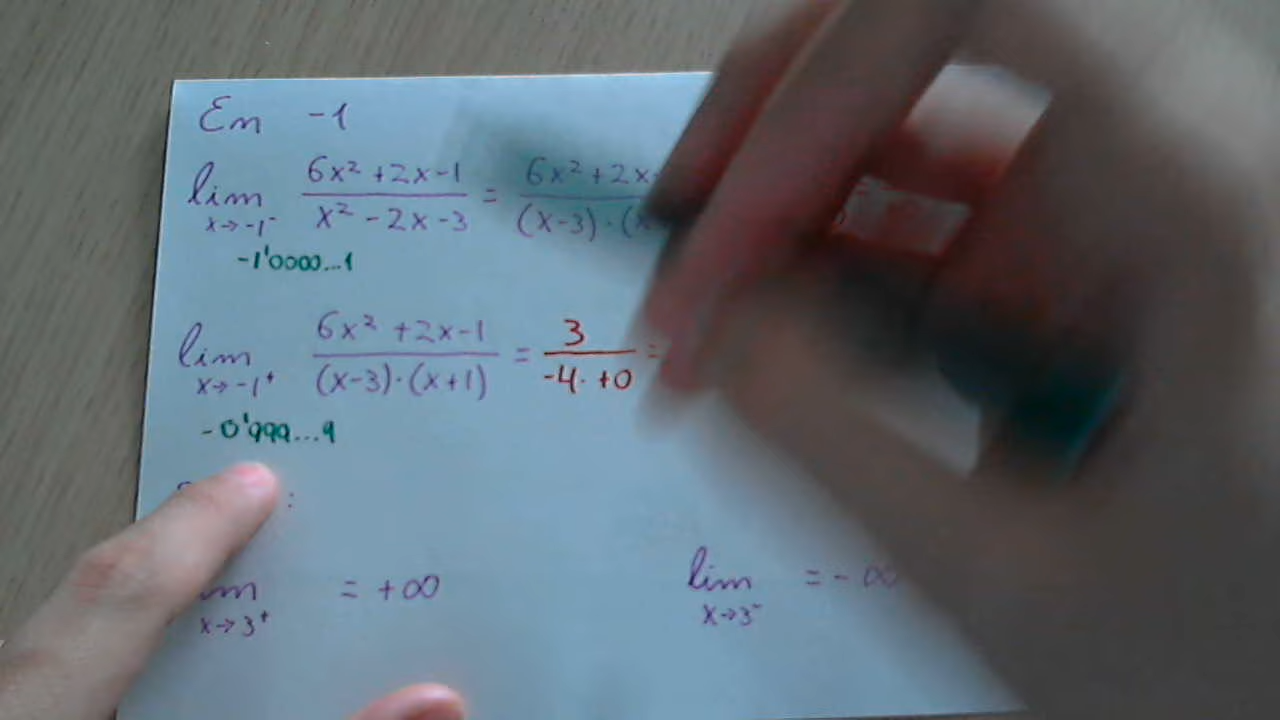 En -1
lim x→-1⁻ (6x² +2x-1)/(x² -2x-3) = (6x²+2x)/((x-3)·(
-1'0000...1
lim x→-1⁺ (6x² +2x-1)/((x-3)·(x+1)) = 3/(-4· +0) =
-0'999...9
:
x→3⁺ = +∞
lim x→3⁻ = -∞